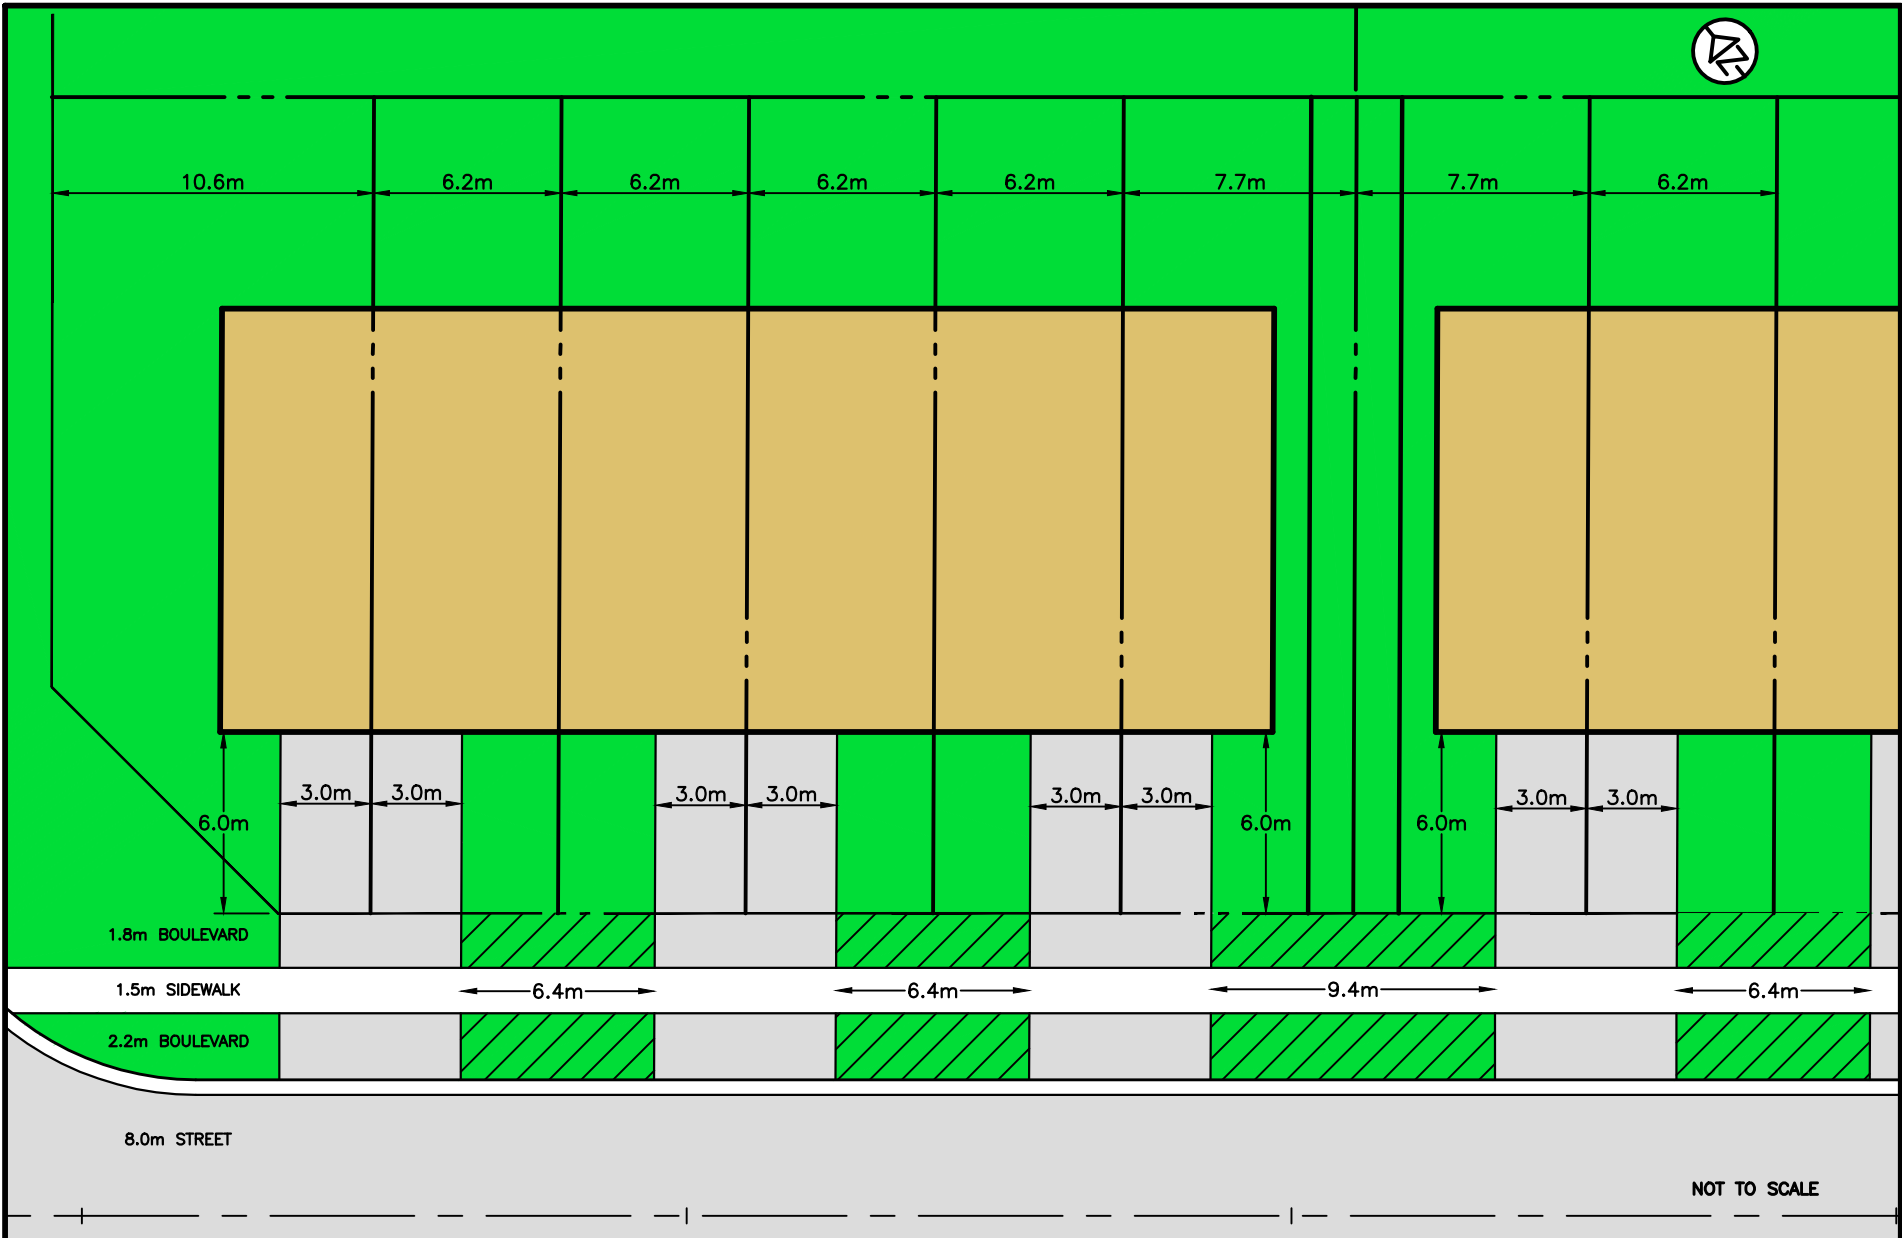 10.6m 6.2m 6.2m 6.2m 6.2m 7.7m 7.7m 6.2m
3.0m 3.0m 3.0m 3.0m 3.0m 3.0m 3.0m 3.0m
6.0m 6.0m 6.0m
1.8m BOULEVARD
1.5m SIDEWALK 6.4m 6.4m 9.4m 6.4m
2.2m BOULEVARD
8.0m STREET
NOT TO SCALE